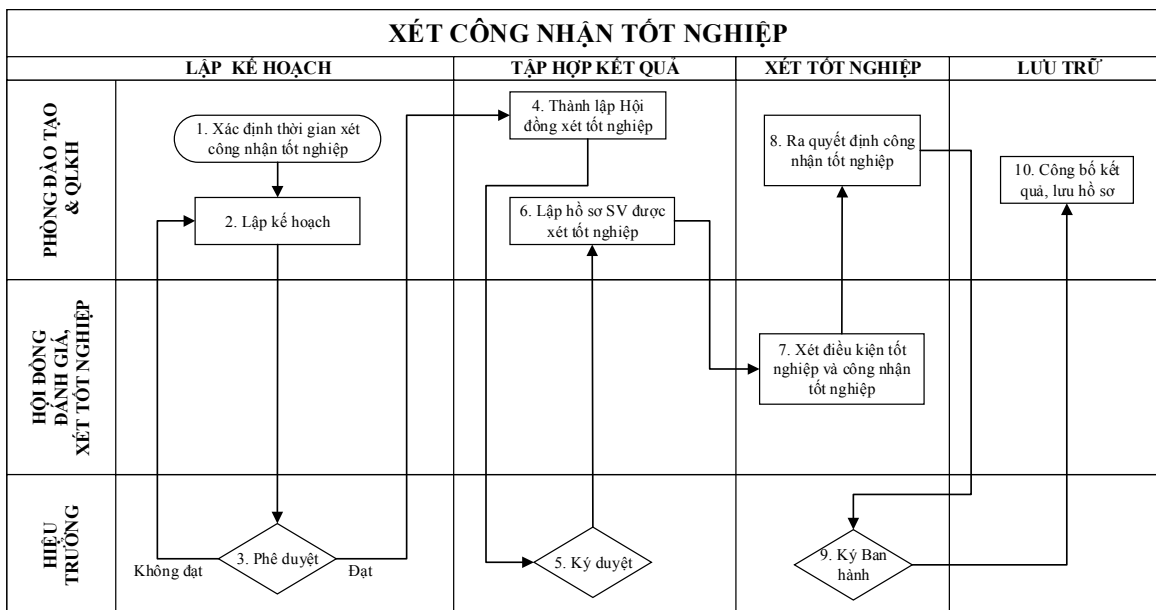 XÉT CÔNG NHẬN TỐT NGHIỆP
LẬP KẾ HOẠCH
TẬP HỢP KẾT QUẢ
XÉT TỐT NGHIỆP
LƯU TRỮ
PHÒNG ĐÀO TẠO
& QLKH
1. Xác định thời gian xét
công nhận tốt nghiệp
2. Lập kế hoạch
4. Thành lập Hội
đồng xét tốt nghiệp
6. Lập hồ sơ SV được
xét tốt nghiệp
8. Ra quyết định công
nhận tốt nghiệp
10. Công bố kết
quả, lưu hồ sơ
HỘI ĐỒNG
ĐÁNH GIÁ,
XÉT TỐT NGHIỆP
7. Xét điều kiện tốt
nghiệp và công nhận
tốt nghiệp
HIỆU
TRƯỞNG
3. Phê duyệt
Không đạt
Đạt
5. Ký duyệt
9. Ký Ban
hành